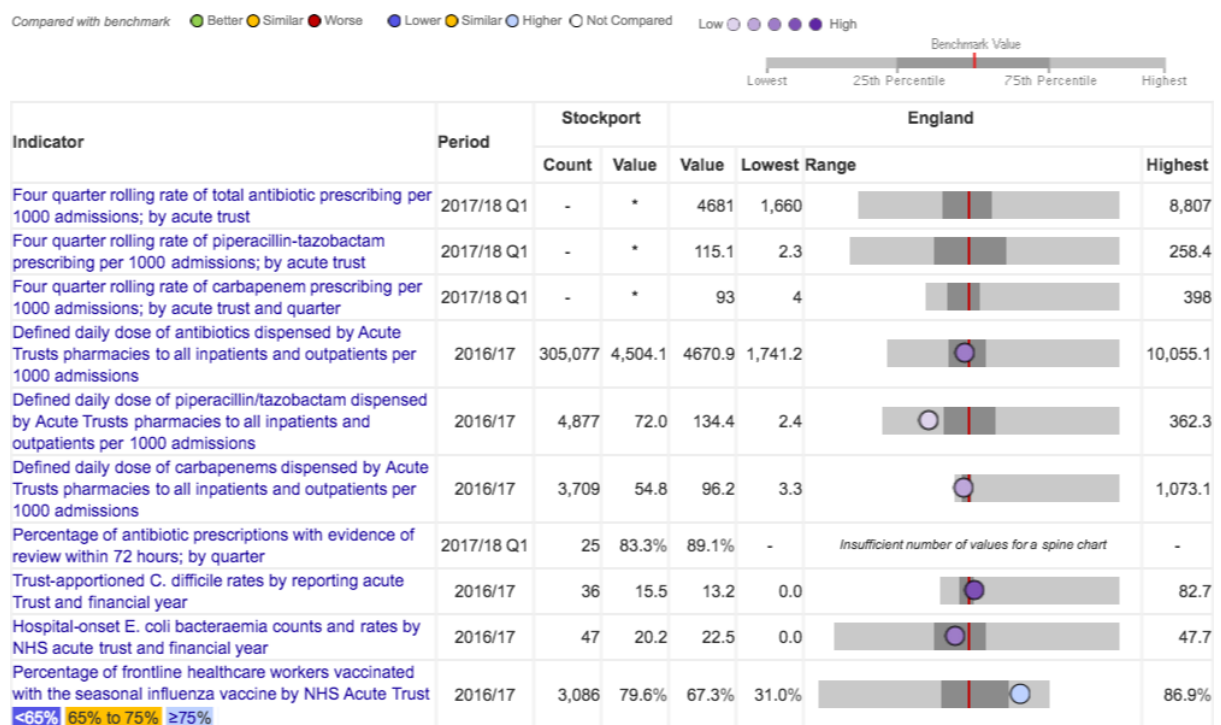 Compared with benchmark Better Similar Worse Lower Similar Higher Not Compared Low High
Benchmark Value
Lowest 25th Percentile 75th Percentile Highest
Indicator Period Stockport England
Count Value Value Lowest Range Highest
Four quarter rolling rate of total antibiotic prescribing per
1000 admissions; by acute trust
2017/18 Q1 - * 4681 1,660 8,807
Four quarter rolling rate of piperacillin-tazobactam
prescribing per 1000 admissions; by acute trust
2017/18 Q1 - * 115.1 2.3 258.4
Four quarter rolling rate of carbapenem prescribing per
1000 admissions; by acute trust and quarter
2017/18 Q1 - * 93 4 398
Defined daily dose of antibiotics dispensed by Acute
Trusts pharmacies to all inpatients and outpatients per
1000 admissions
2016/17 305,077 4,504.1 4670.9 1,741.2 10,055.1
Defined daily dose of piperacillin/tazobactam dispensed
by Acute Trusts pharmacies to all inpatients and
outpatients per 1000 admissions
2016/17 4,877 72.0 134.4 2.4 362.3
Defined daily dose of carbapenems dispensed by Acute
Trusts pharmacies to all inpatients and outpatients per
1000 admissions
2016/17 3,709 54.8 96.2 3.3 1,073.1
Percentage of antibiotic prescriptions with evidence of
review within 72 hours; by quarter
2017/18 Q1 25 83.3% 89.1% - Insufficient number of values for a spine chart -
Trust-apportioned C. difficile rates by reporting acute
Trust and financial year
2016/17 36 15.5 13.2 0.0 82.7
Hospital-onset E. coli bacteraemia counts and rates by
NHS acute trust and financial year
2016/17 47 20.2 22.5 0.0 47.7
Percentage of frontline healthcare workers vaccinated
with the seasonal influenza vaccine by NHS Acute Trust
<65% 65% to 75% ≥75%
2016/17 3,086 79.6% 67.3% 31.0% 86.9%